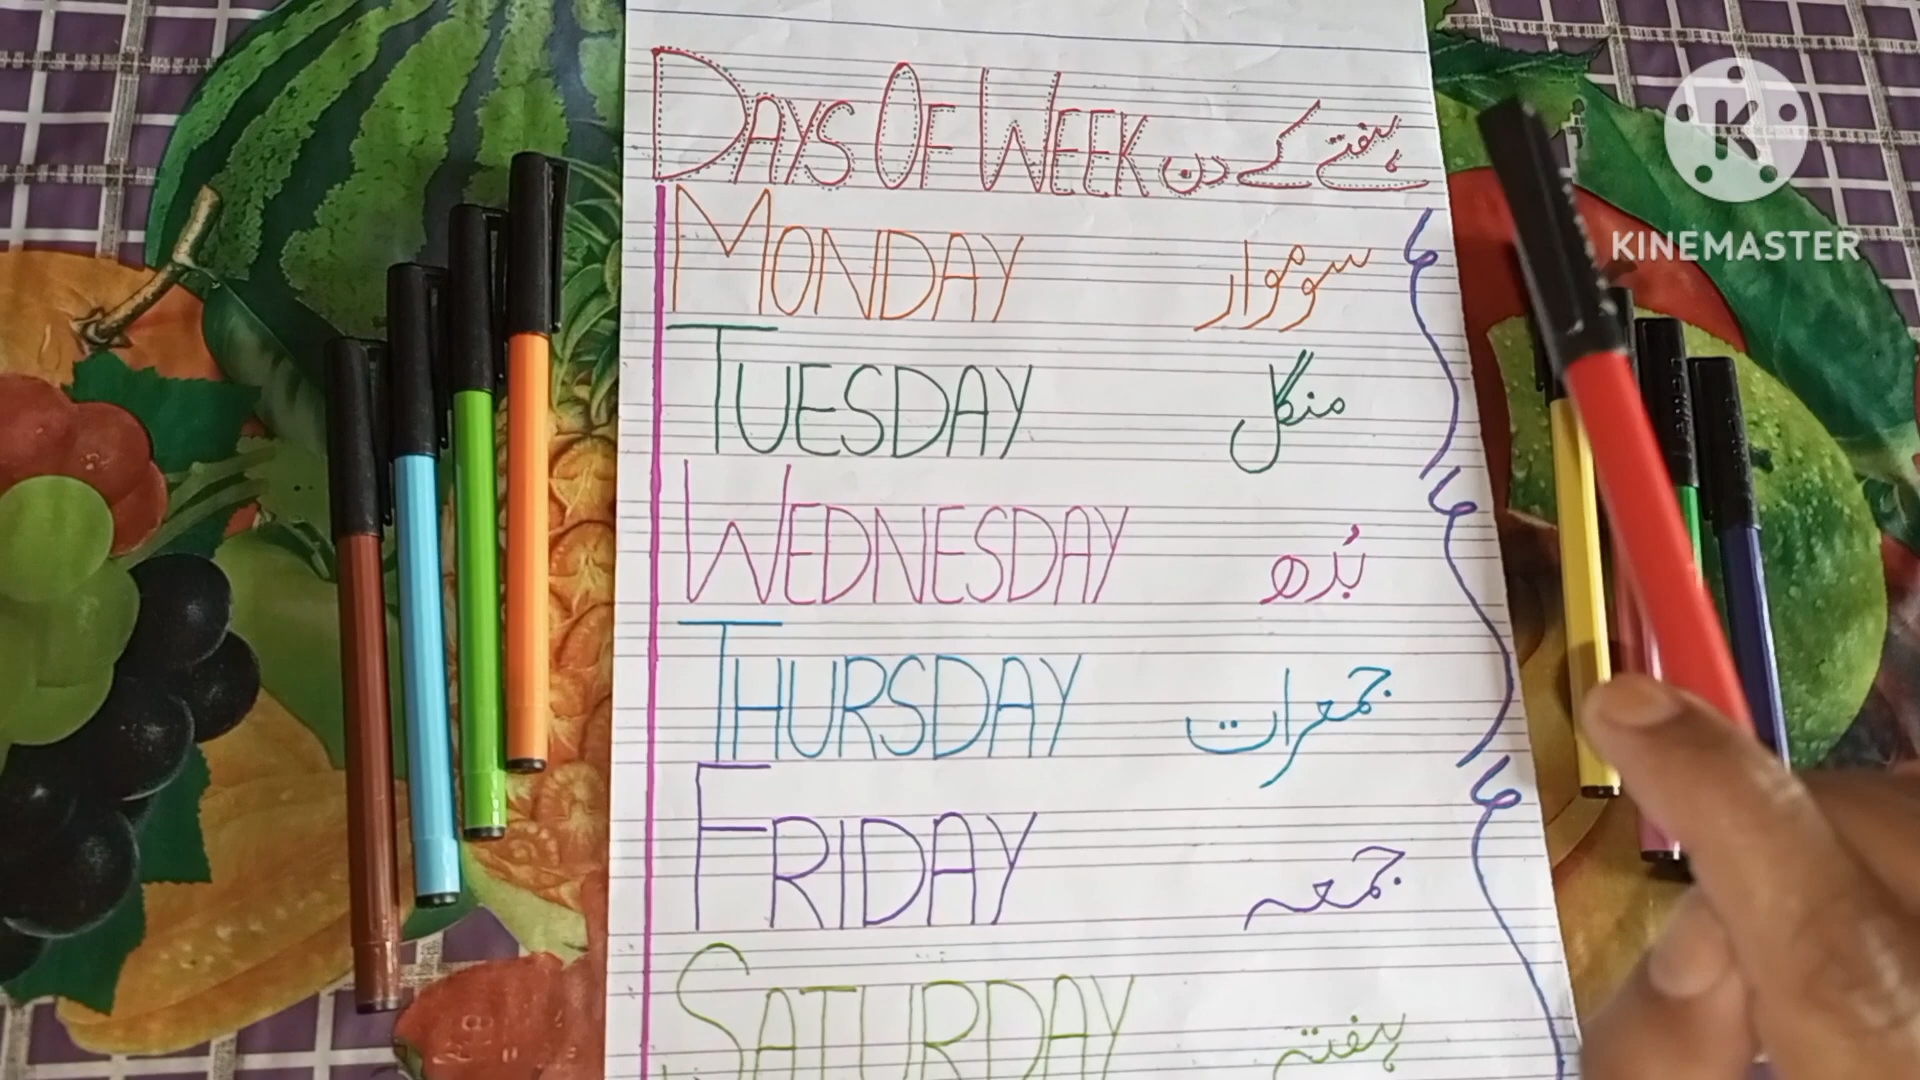 DAYS OF WEEK ہفتے کے دن
MONDAY سوموار
TUESDAY منگل
WEDNESDAY بُدھ
THURSDAY جمعرات
FRIDAY جمعہ
SATURDAY ہفتہ
K
KINEMASTER